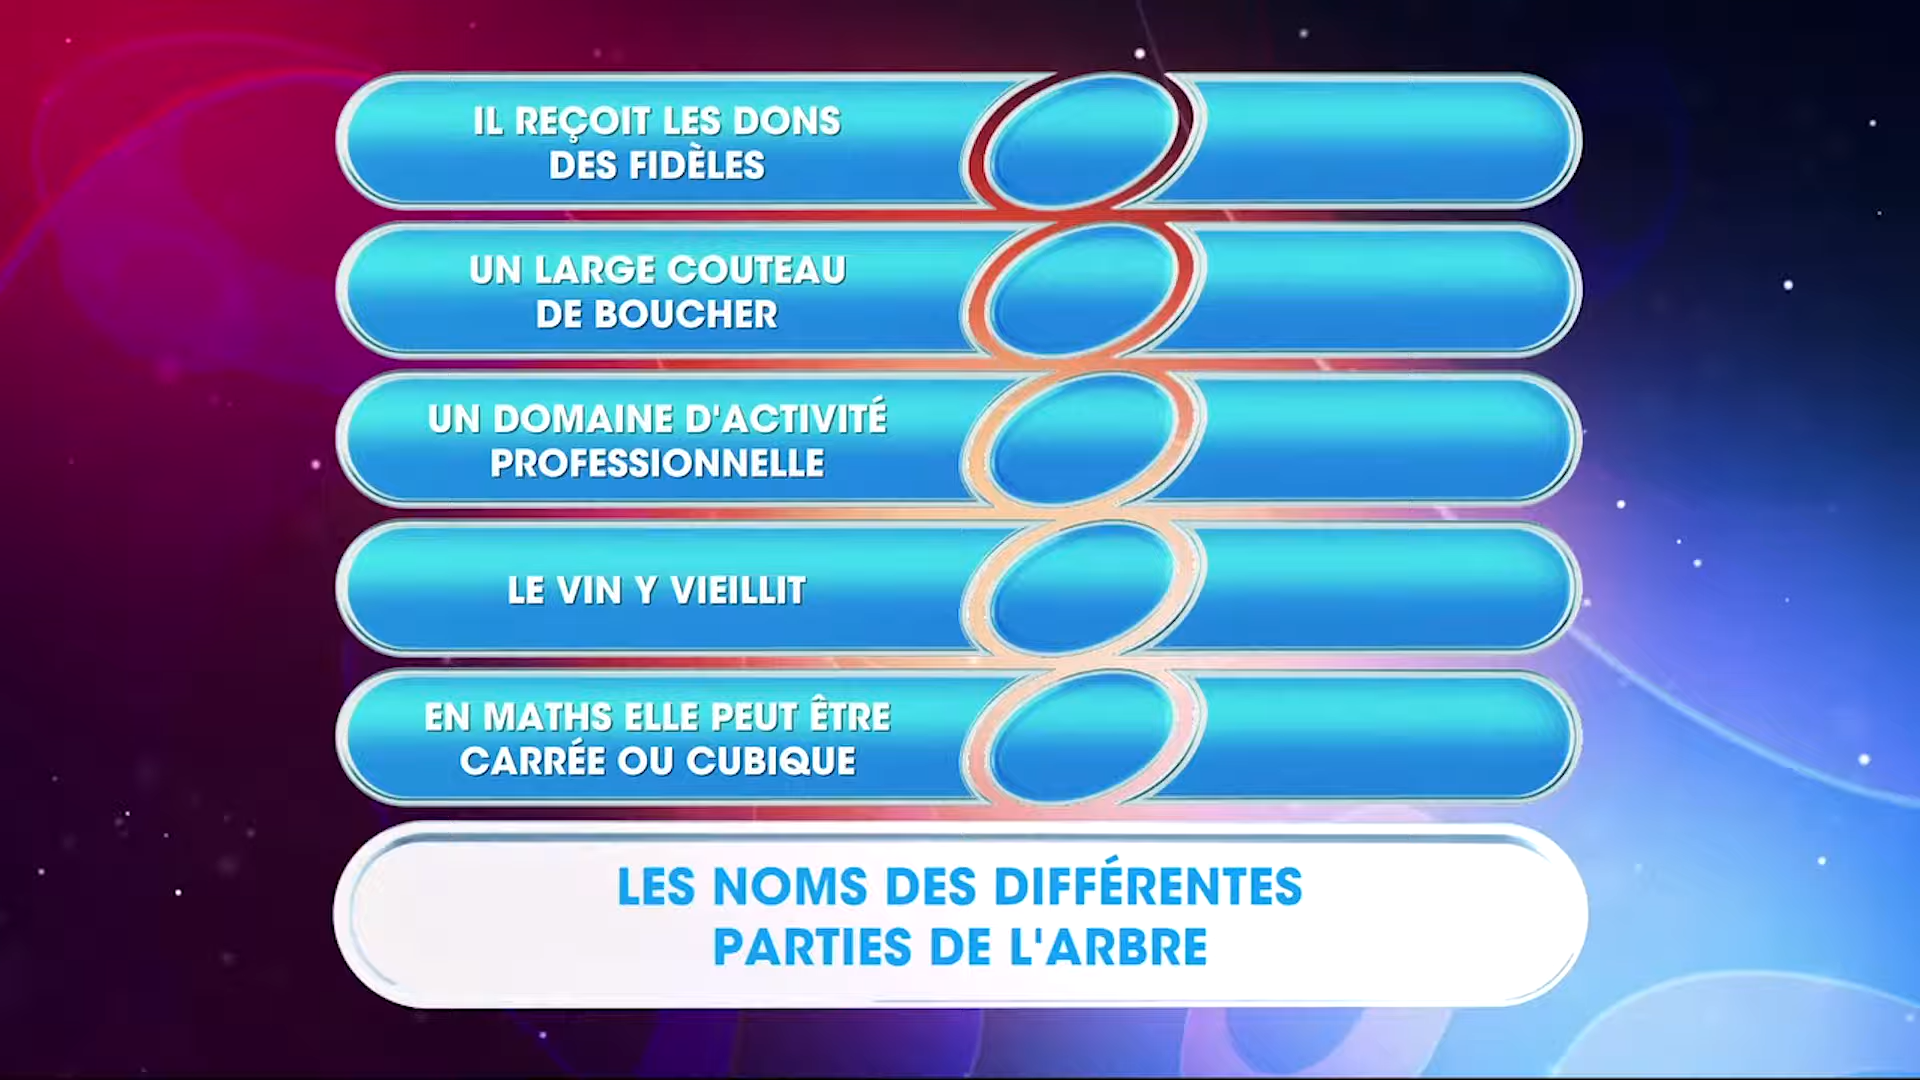 IL REÇOIT LES DONS
DES FIDÈLES
UN LARGE COUTEAU
DE BOUCHER
UN DOMAINE D'ACTIVITÉ
PROFESSIONNELLE
LE VIN Y VIEILLIT
EN MATHS ELLE PEUT ÊTRE
CARRÉE OU CUBIQUE
LES NOMS DES DIFFÉRENTES
PARTIES DE L'ARBRE